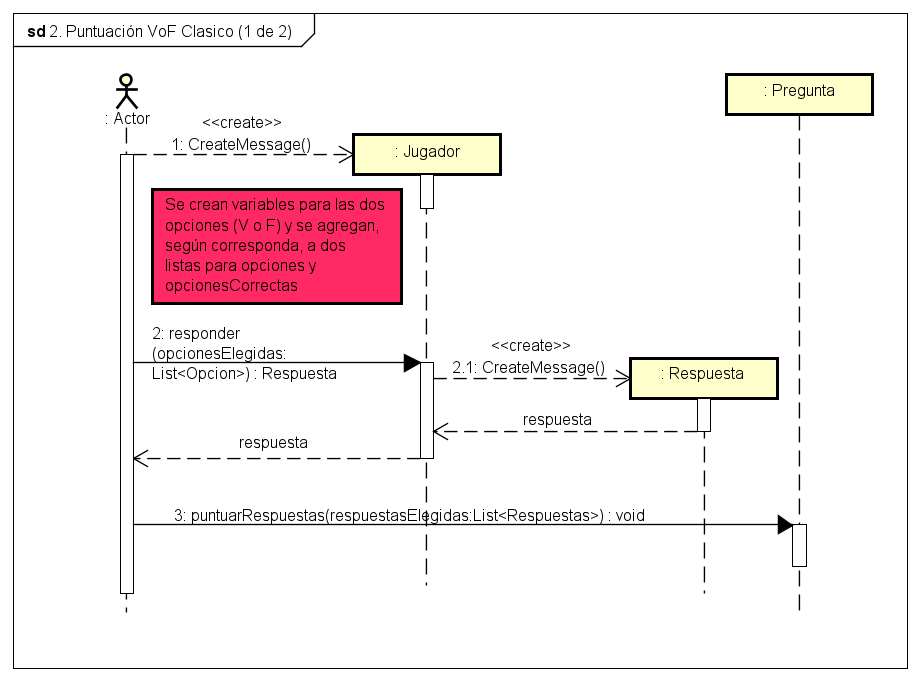 sd 2. Puntuación VoF Clasico (1 de 2)
: Actor
<<create>>
1: CreateMessage()
: Jugador
: Pregunta
Se crean variables para las dos
opciones (V o F) y se agregan,
según corresponda, a dos
listas para opciones y
opcionesCorrectas
2: responder
(opcionesElegidas:
List<Opcion>) : Respuesta
<<create>>
2.1: CreateMessage()
: Respuesta
respuesta
respuesta
3: puntuarRespuestas(respuestasElegidas:List<Respuestas>) : void